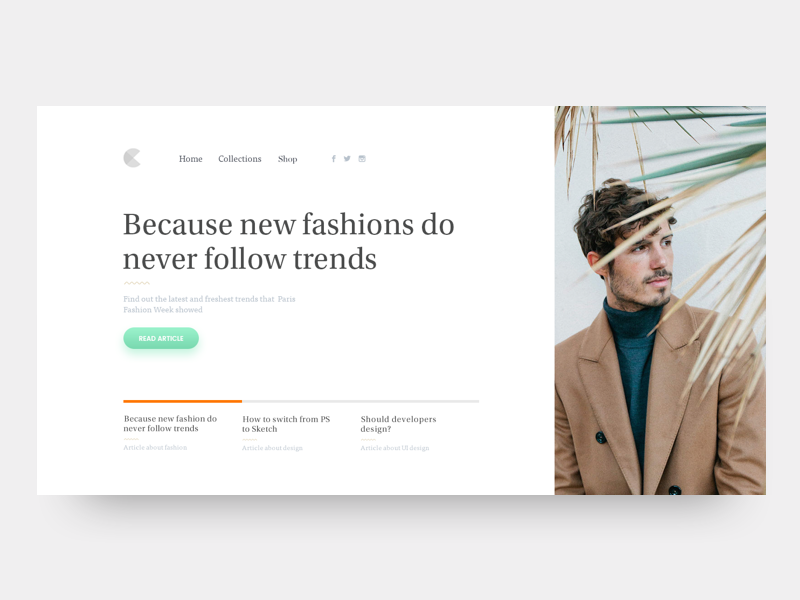 Home Collections Shop
Because new fashions do
never follow trends
Find out the latest and freshest trends that Paria
Fashion Week showed
READ ARTICLE
Because new fashion do
never follow trends
Article about fashion
How to switch from PS
to Sketch
Article about design
Should developers
design?
Article about UI design